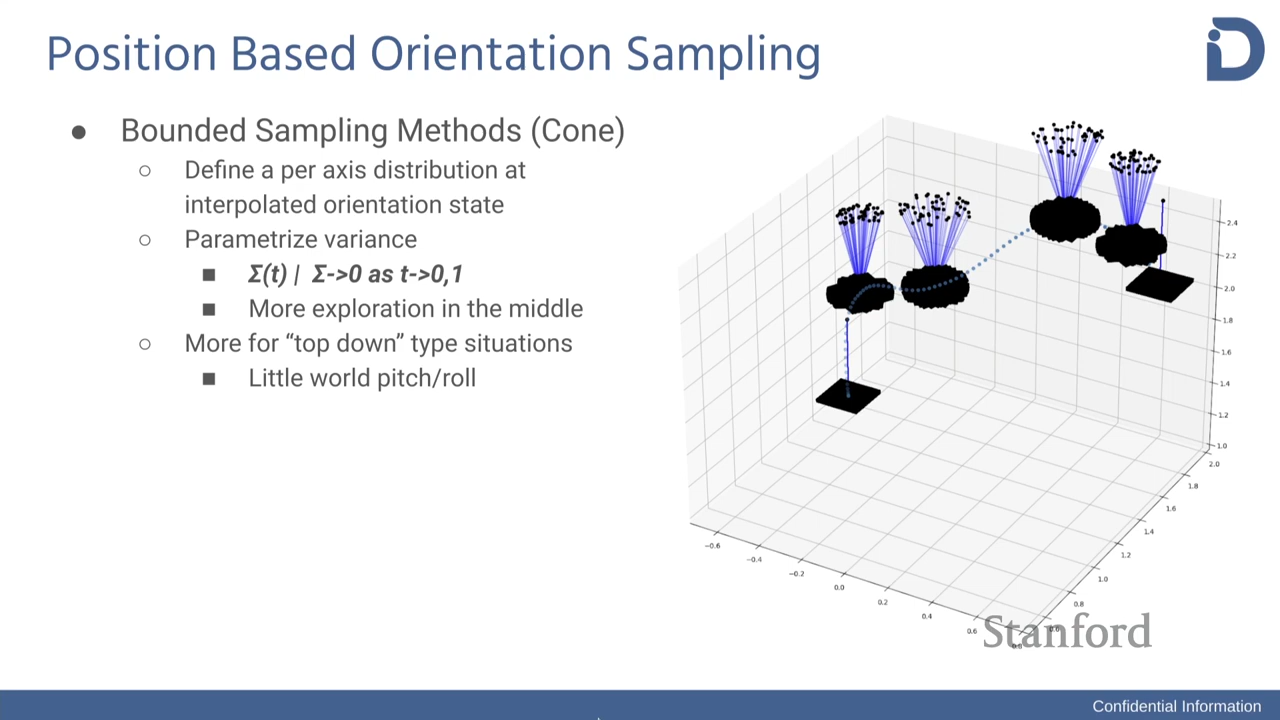 Position Based Orientation Sampling
● Bounded Sampling Methods (Cone)
○ Define a per axis distribution at
interpolated orientation state
○ Parametrize variance
■ Σ(t) | Σ->0 as t->0,1
■ More exploration in the middle
○ More for “top down” type situations
■ Little world pitch/roll
2.4
2.2
2.0
1.8
1.6
1.4
1.2
1.0
2.0
1.8
1.6
1.4
1.2
1.0
0.8
0.6
−0.6
−0.4
−0.2
0.0
0.2
0.4
0.6
0.8
Stanford
Confidential Information